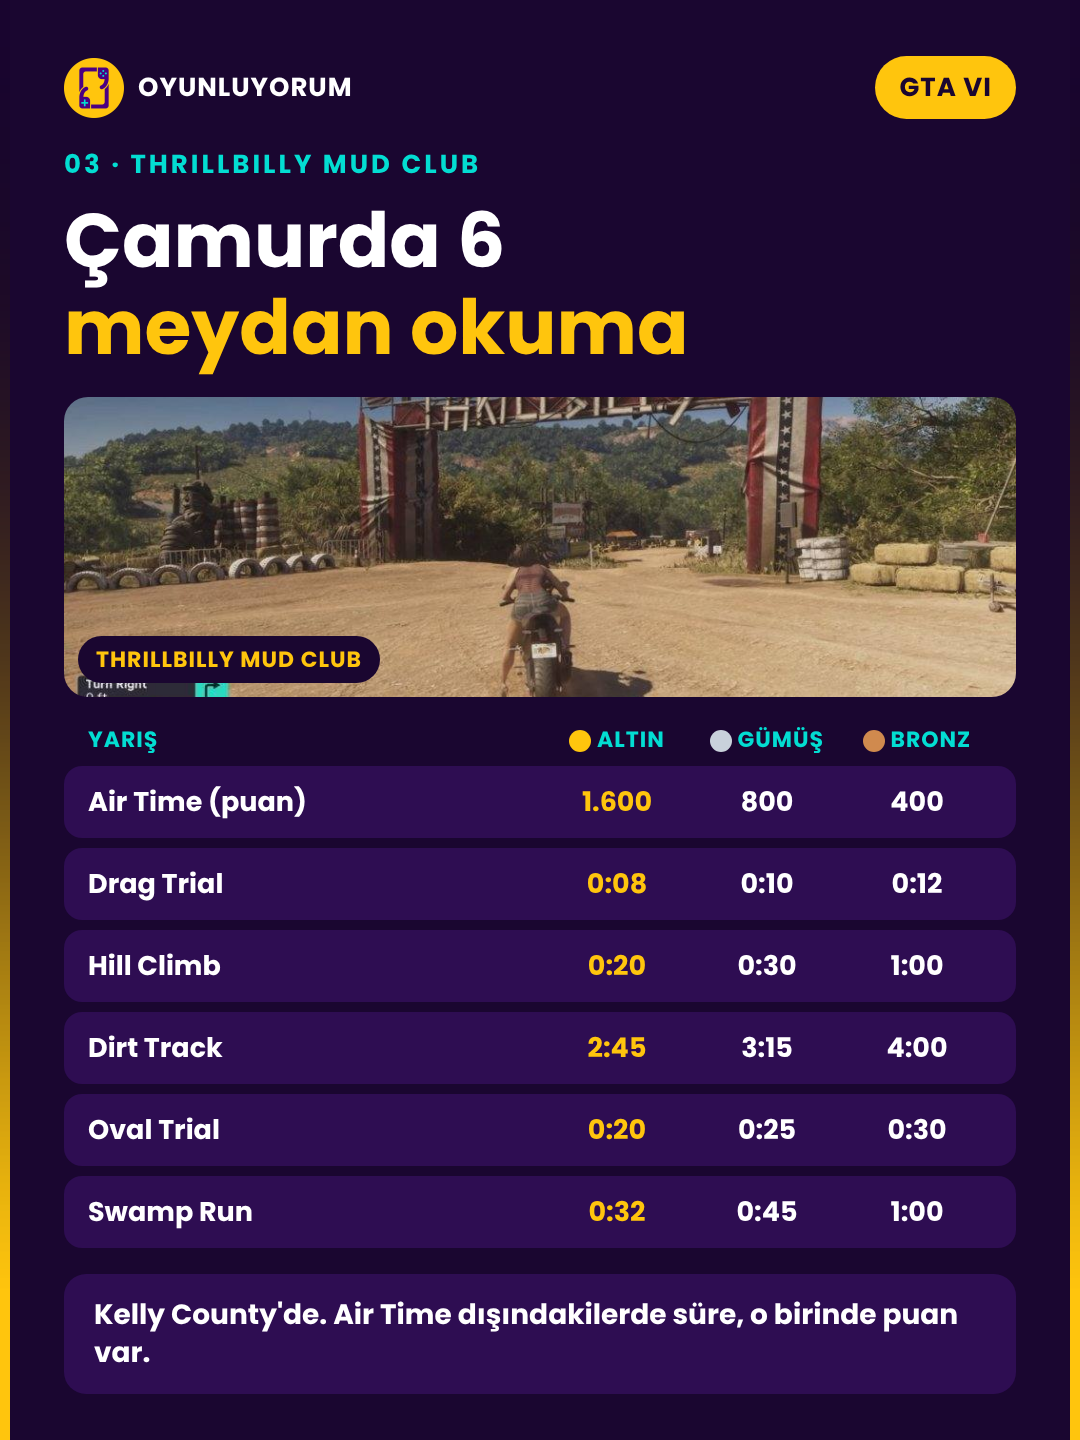 OYUNLUYORUM
GTA VI
03 · THRILLBILLY MUD CLUB
Çamurda 6
meydan okuma
THRILLBILLY
THRILLBILLY MUD CLUB
Turn Right
0 ft
YARIŞ ALTIN GÜMÜŞ BRONZ
Air Time (puan) 1.600 800 400
Drag Trial 0:08 0:10 0:12
Hill Climb 0:20 0:30 1:00
Dirt Track 2:45 3:15 4:00
Oval Trial 0:20 0:25 0:30
Swamp Run 0:32 0:45 1:00
Kelly County'de. Air Time dışındakilerde süre, o birinde puan
var.